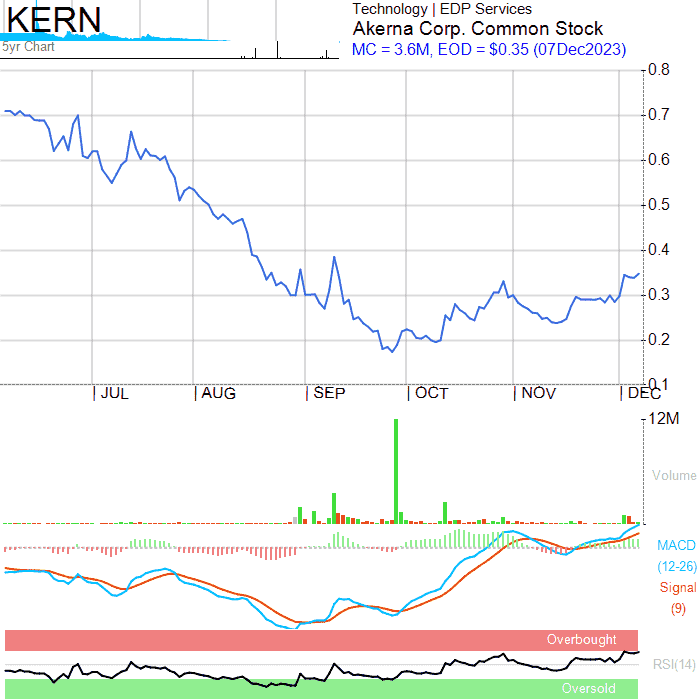 KERN
5yr Chart
Technology | EDP Services
Akerna Corp. Common Stock
MC = 3.6M, EOD = $0.35 (07Dec2023)
0.8
0.7
0.6
0.5
0.4
0.3
0.2
0.1
JUL AUG SEP OCT NOV DEC
12M
Volume
MACD
(12-26)
Signal
(9)
Overbought
RSI(14)
Oversold